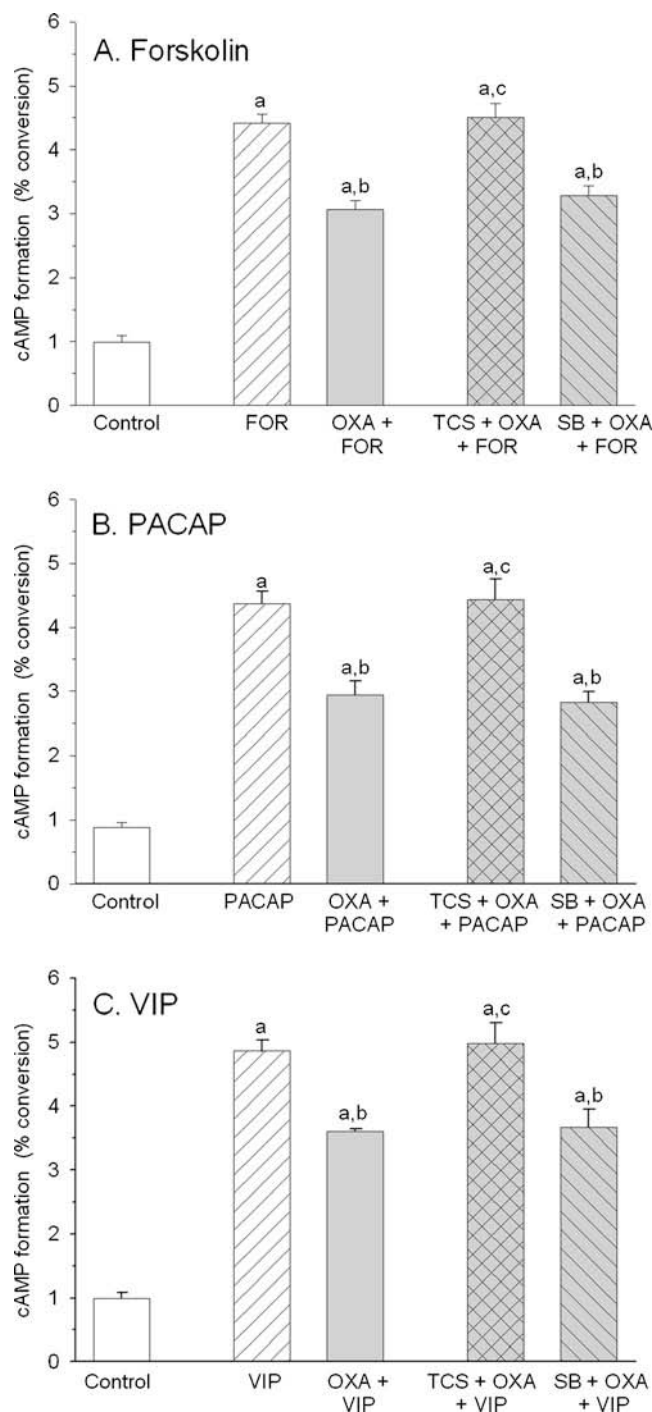 A. Forskolin
cAMP formation (% conversion)
6
5
4
3
2
1
0
a
a,b
a,c
a,b
Control FOR OXA + TCS + OXA SB + OXA
FOR + FOR + FOR
B. PACAP
cAMP formation (% conversion)
6
5
4
3
2
1
0
a
a,b
a,c
a,b
Control PACAP OXA + TCS + OXA SB + OXA
PACAP + PACAP + PACAP
C. VIP
cAMP formation (% conversion)
6
5
4
3
2
1
0
a
a,b
a,c
a,b
Control VIP OXA + TCS + OXA SB + OXA
VIP + VIP + VIP